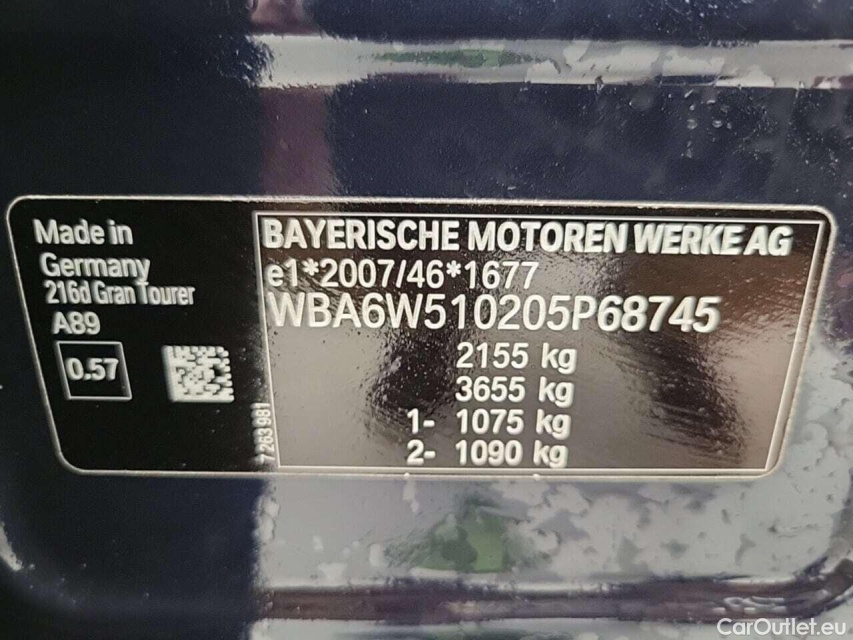 Made in
Germany
216d Gran Tourer
A89
0.57
BAYERISCHE MOTOREN WERKE AG
e1*2007/46*1677
WBA6W510205P68745
2155 kg
3655 kg
1- 1075 kg
2- 1090 kg
7 263 981
CarOutlet.eu